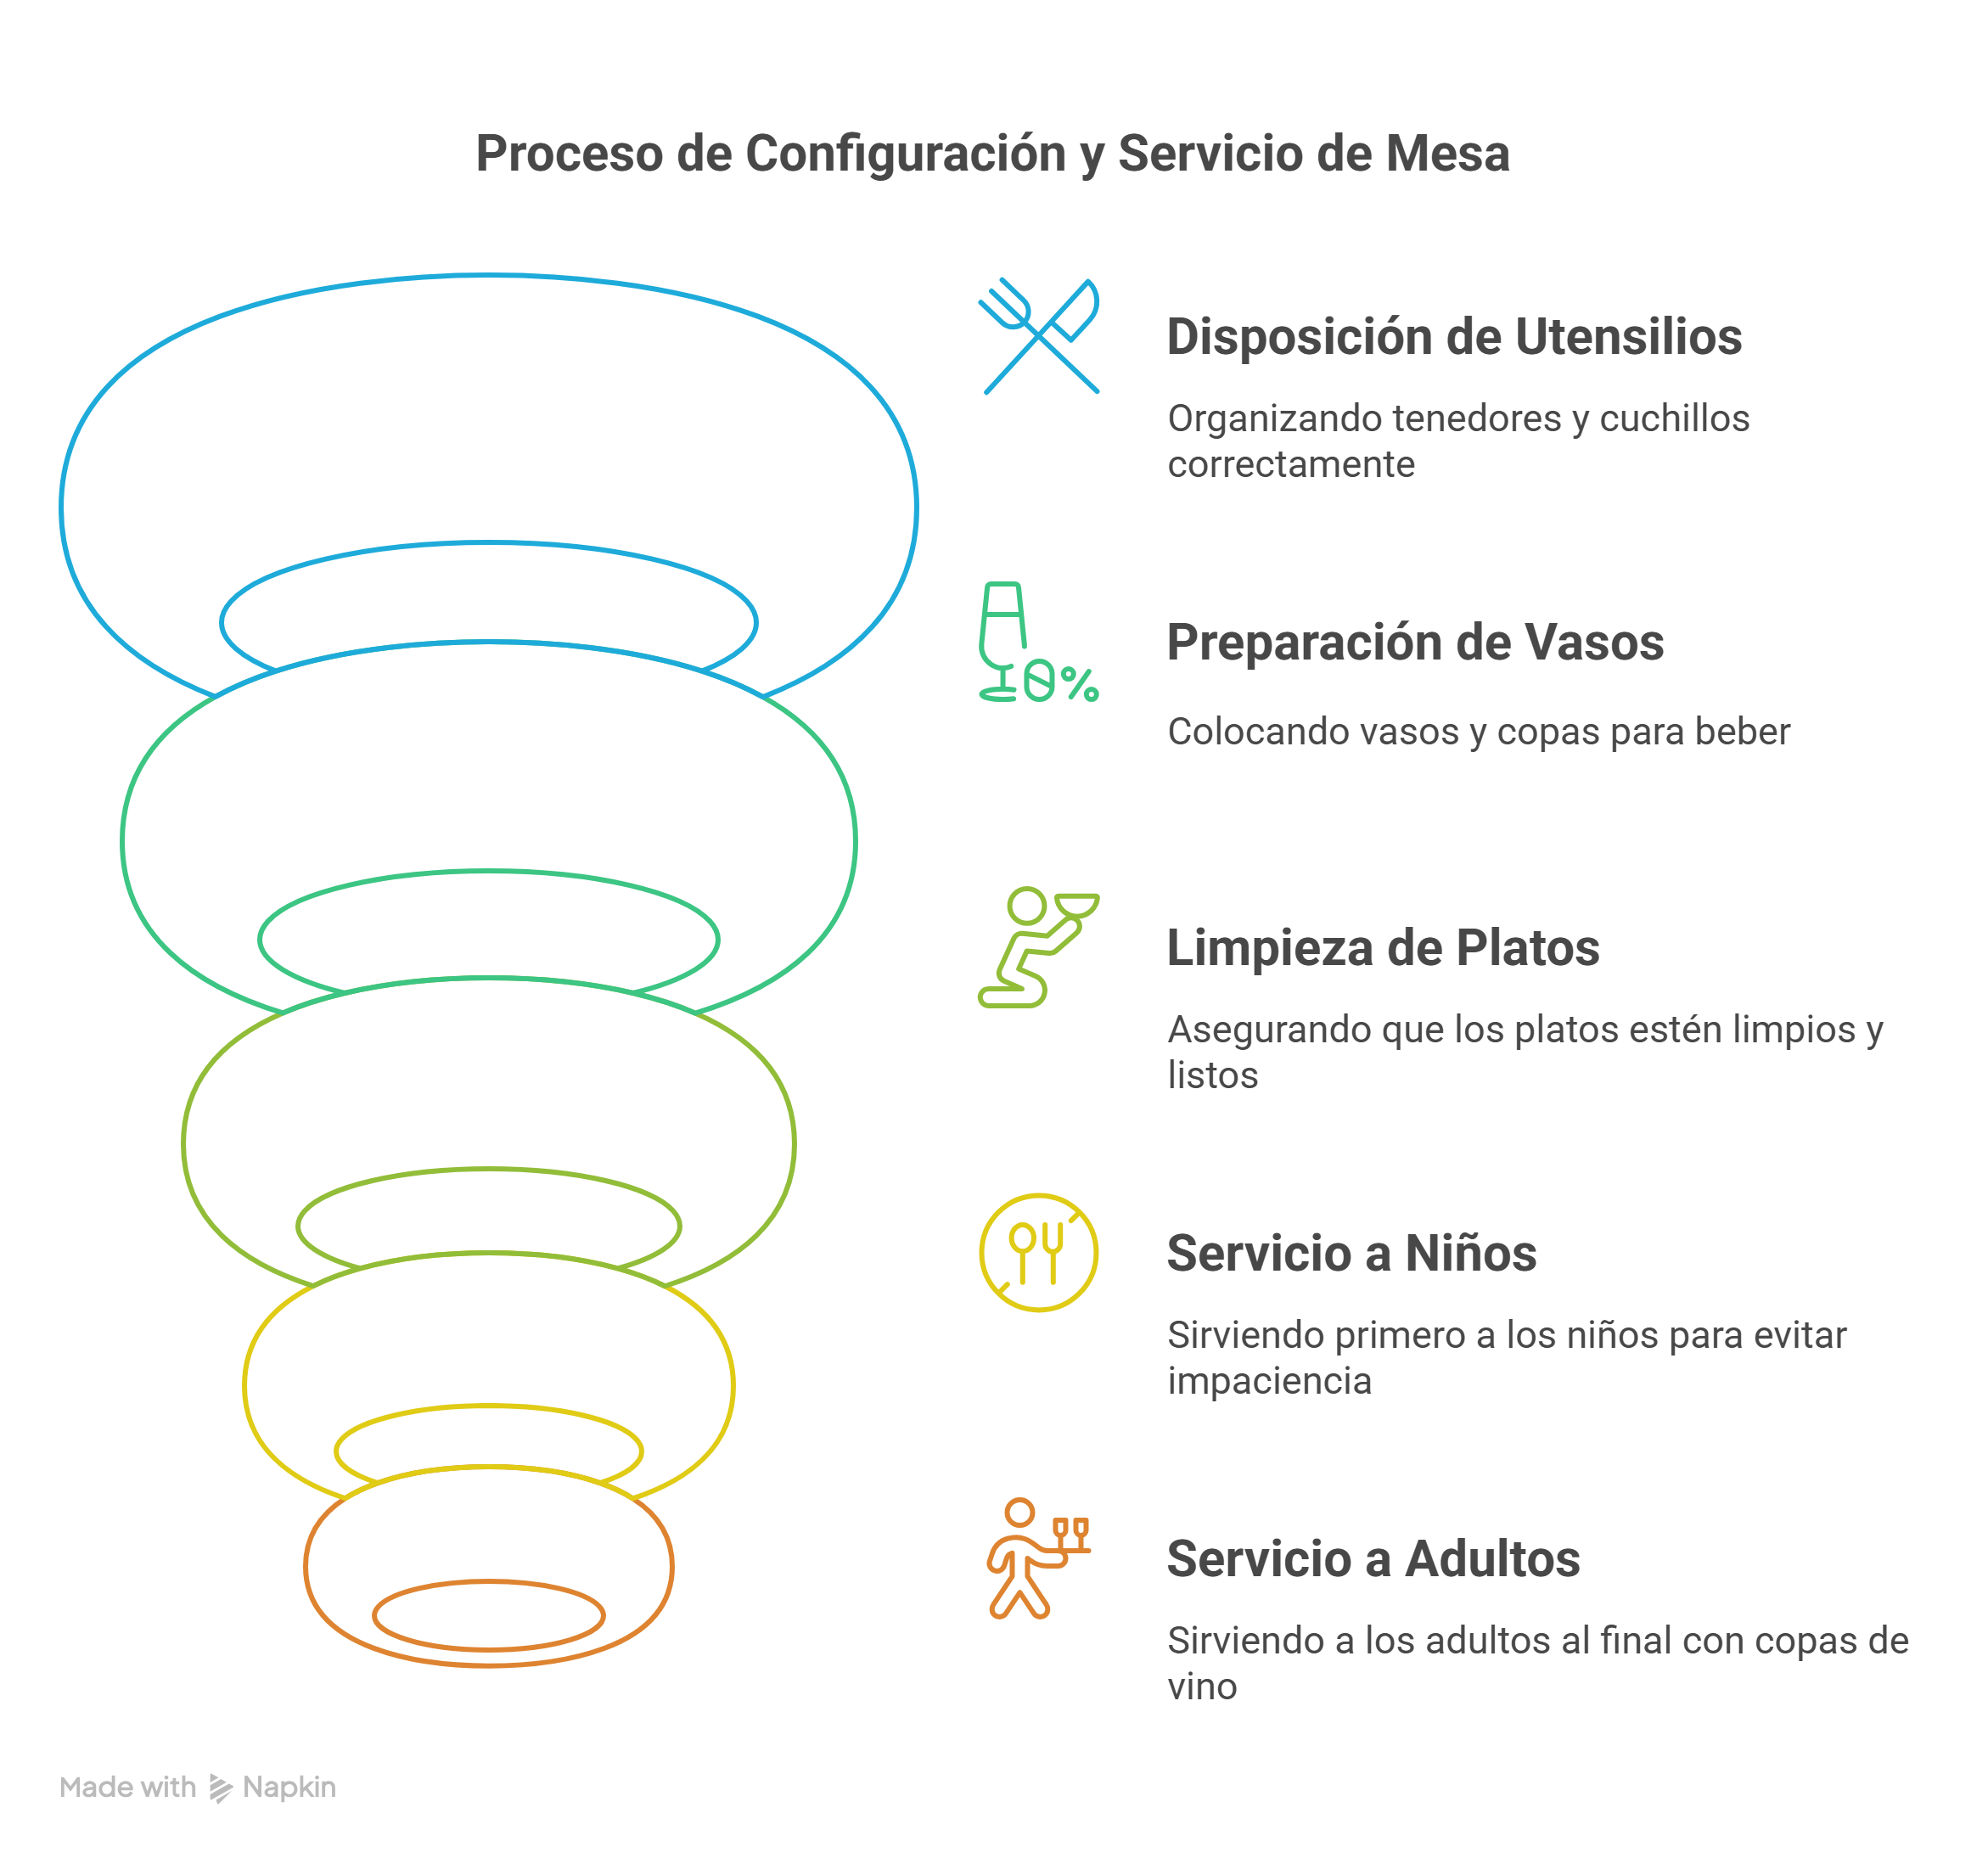 Proceso de Configuración y Servicio de Mesa
Disposición de Utensilios
Organizando tenedores y cuchillos
correctamente
0%
Preparación de Vasos
Colocando vasos y copas para beber
Limpieza de Platos
Asegurando que los platos estén limpios y
listos
Servicio a Niños
Sirviendo primero a los niños para evitar
impaciencia
Servicio a Adultos
Sirviendo a los adultos al final con copas de
vino
Made with Napkin